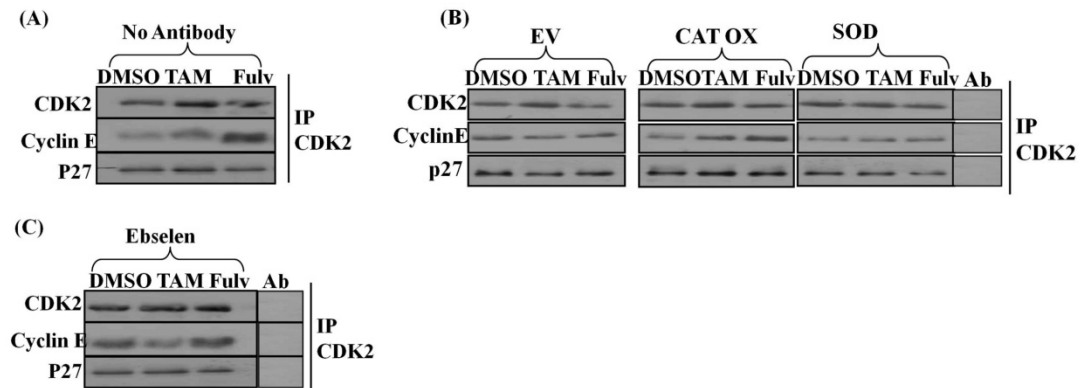 (A)
No Antibody
DMSO TAM Fulv
CDK2
Cyclin E
P27
IP
CDK2
(B)
EV CAT OX SOD
DMSO TAM Fulv DMSOTAM Fulv DMSO TAM Fulv Ab
CDK2
CyclinE
p27
IP
CDK2
(C)
Ebselen
DMSO TAM Fulv Ab
CDK2
Cyclin E
P27
IP
CDK2